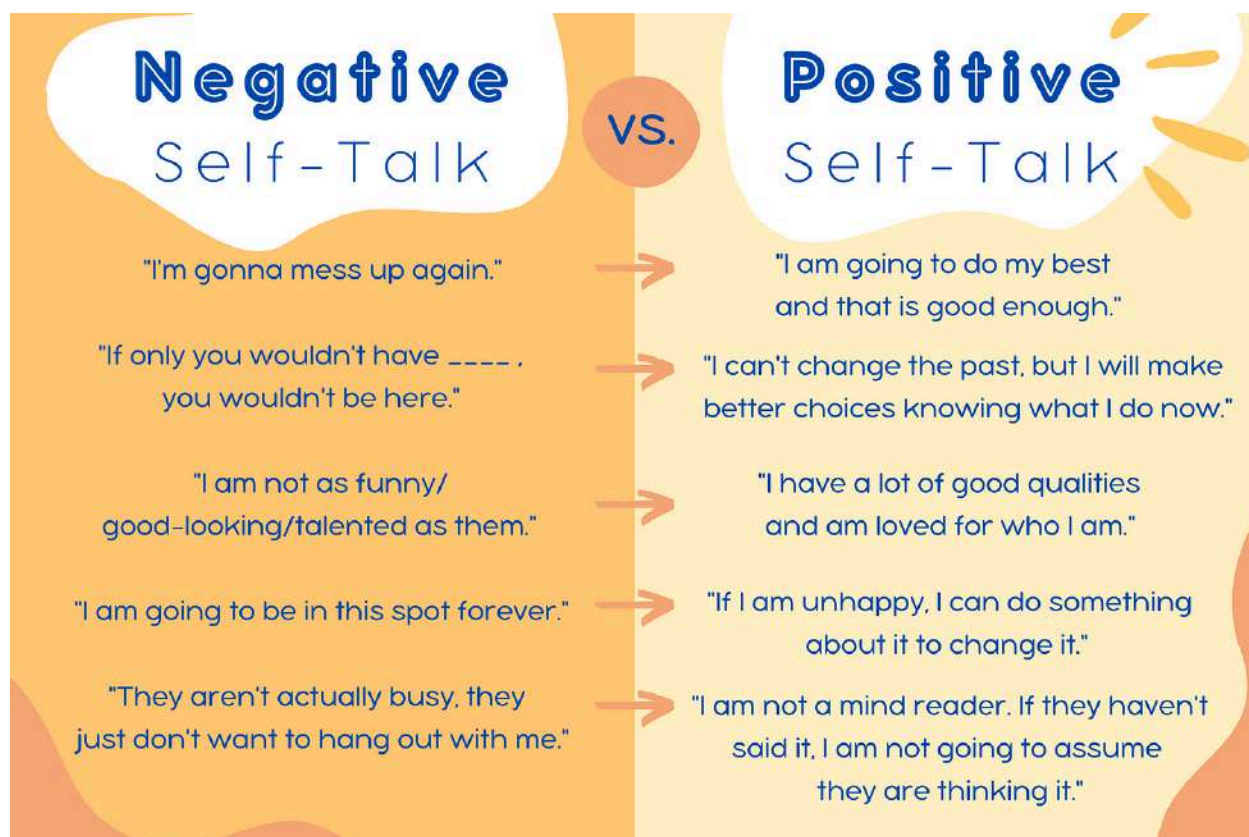 Negative
Self-Talk
vs.
Positive
Self-Talk
"I'm gonna mess up again."
"I am going to do my best
and that is good enough."
"If only you wouldn't have ____ ,
you wouldn't be here."
"I can't change the past, but I will make
better choices knowing what I do now."
"I am not as funny/
good-looking/talented as them."
"I have a lot of good qualities
and am loved for who I am."
"I am going to be in this spot forever."
"If I am unhappy, I can do something
about it to change it."
"They aren't actually busy, they
just don't want to hang out with me."
"I am not a mind reader. If they haven't
said it, I am not going to assume
they are thinking it."